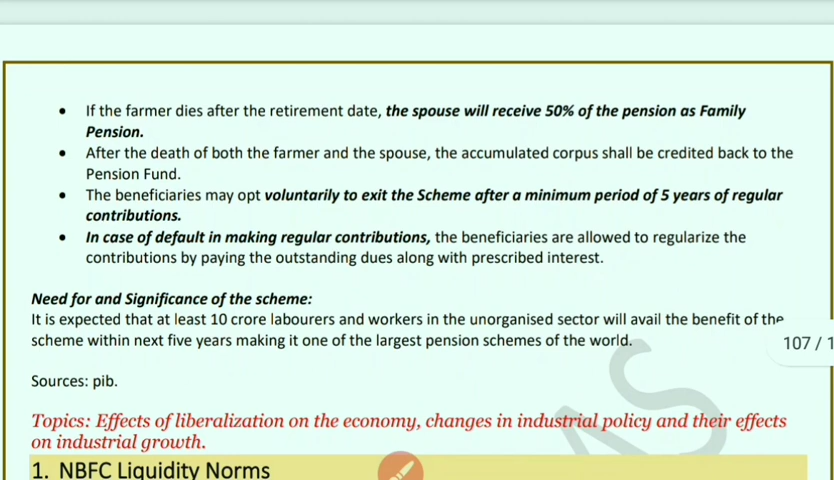 • If the farmer dies after the retirement date, the spouse will receive 50% of the pension as Family
Pension.
• After the death of both the farmer and the spouse, the accumulated corpus shall be credited back to the
Pension Fund.
• The beneficiaries may opt voluntarily to exit the Scheme after a minimum period of 5 years of regular
contributions.
• In case of default in making regular contributions, the beneficiaries are allowed to regularize the
contributions by paying the outstanding dues along with prescribed interest.
Need for and Significance of the scheme:
It is expected that at least 10 crore labourers and workers in the unorganised sector will avail the benefit of the
scheme within next five years making it one of the largest pension schemes of the world.
107 / 1
Sources: pib.
Topics: Effects of liberalization on the economy, changes in industrial policy and their effects
on industrial growth.
1. NBFC Liquidity Norms